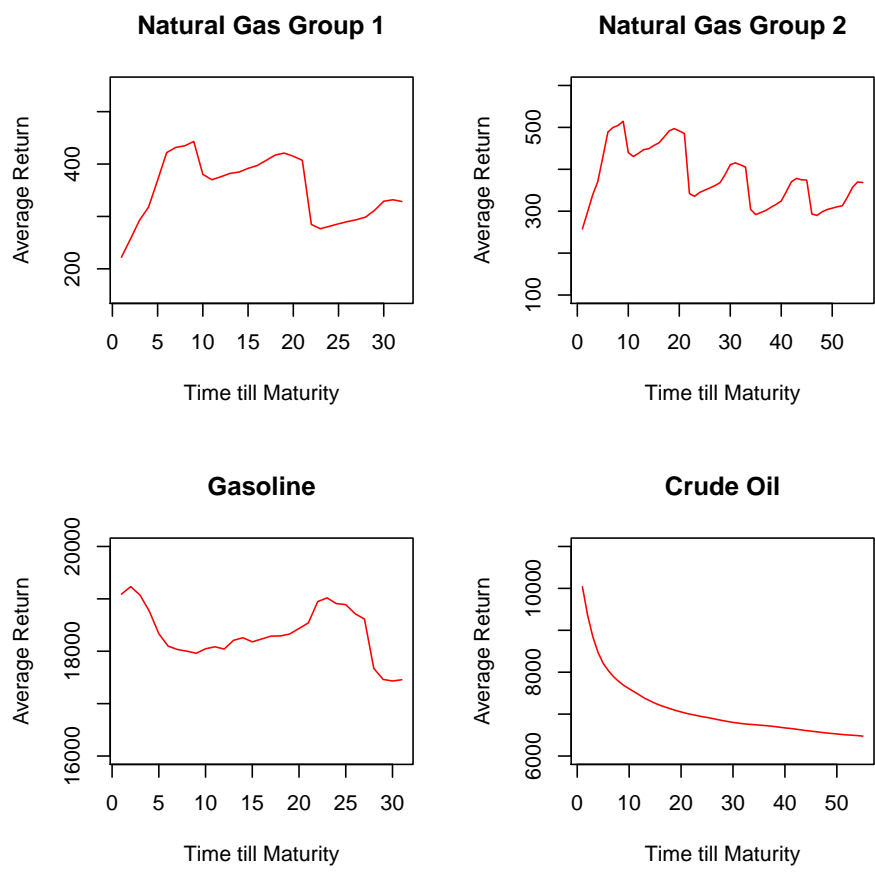 Natural Gas Group 1
Average Return
200
400
0 5 10 15 20 25 30
Time till Maturity
Natural Gas Group 2
Average Return
100
300
500
0 10 20 30 40 50
Time till Maturity
Gasoline
Average Return
16000
18000
20000
0 5 10 15 20 25 30
Time till Maturity
Crude Oil
Average Return
6000
8000
10000
0 10 20 30 40 50
Time till Maturity